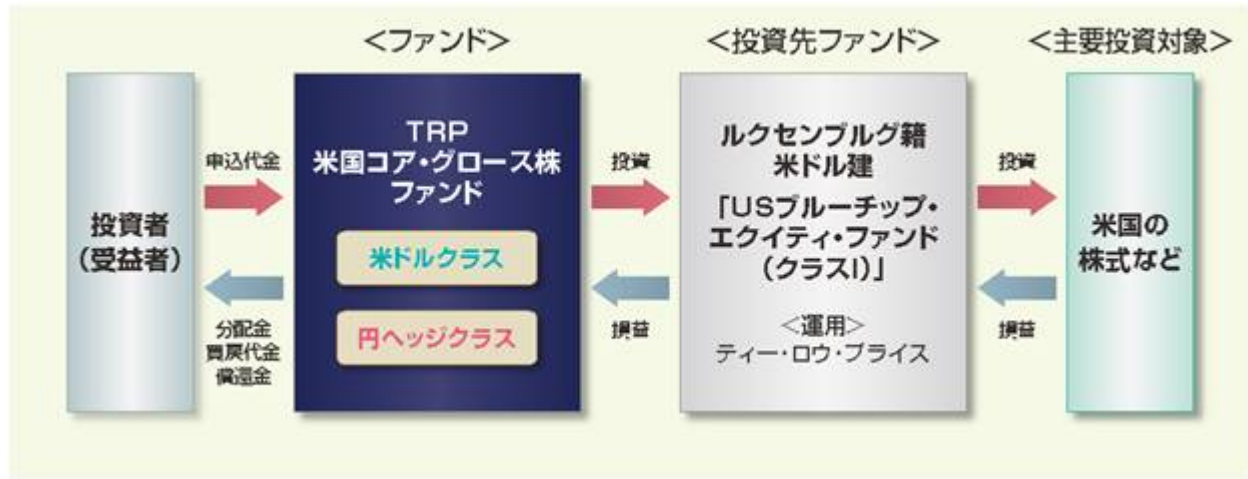 ＜ファンド＞
＜投資先ファンド＞
＜主要投資対象＞
投資者
（受益者）
申込代金
分配金
買戻代金
償還金
TRP
米国コア・グロース株
ファンド
米ドルクラス
円ヘッジクラス
投資
損益
ルクセンブルグ籍
米ドル建
「USブルーチップ・
エクイティ・ファンド
（クラスI）」
＜運用＞
ティー・ロウ・プライス
投資
損益
米国の
株式など